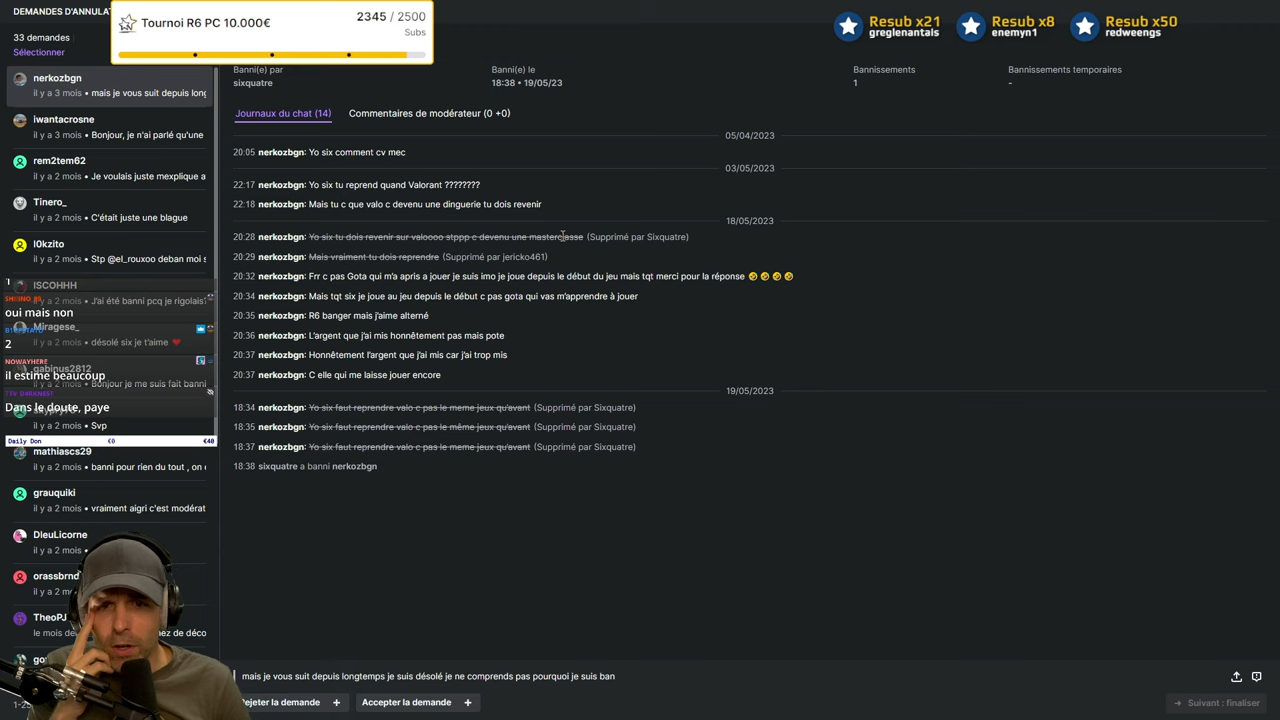 DEMANDES D'ANNULAT
33 demandes
Sélectionner
Tournoi R6 PC 10.000€
2345 / 2500
Subs
Resub x21
greglenantais
Resub x8
enemyn1
Resub x50
redweengs
Banni(e) par
sixquatre
Banni(e) le
18:38 • 19/05/23
Bannissements
1
Bannissements temporaires
-
Journaux du chat (14)
Commentaires de modérateur (0 +0)
05/04/2023
20:05 nerkozbgn: Yo six comment cv mec
03/05/2023
22:17 nerkozbgn: Yo six tu reprend quand Valorant ????????
22:18 nerkozbgn: Mais tu c que valo c devenu une dinguerie tu dois revenir
18/05/2023
20:28 nerkozbgn: Yo six tu dois revenir sur valoooo stppp c devenu une masterclasse (Supprimé par Sixquatre)
20:29 nerkozbgn: Mais vraiment tu dois reprendre (Supprimé par jericko461)
20:32 nerkozbgn: Frr c pas Gota qui m'a apris a jouer je suis imo je joue depuis le début du jeu mais tqt merci pour la réponse 🤣 🤣 🤣 🤣
20:34 nerkozbgn: Mais tqt six je joue au jeu depuis le début c pas gota qui vas m'apprendre à jouer
20:35 nerkozbgn: R6 banger mais j'aime alterné
20:36 nerkozbgn: L'argent que j'ai mis honnêtement pas mais pote
20:37 nerkozbgn: Honnêtement l'argent que j'ai mis car j'ai trop mis
20:37 nerkozbgn: C elle qui me laisse jouer encore
19/05/2023
18:34 nerkozbgn: Yo six faut reprendre valo c pas le meme jeux qu'avant (Supprimé par Sixquatre)
18:35 nerkozbgn: Yo six faut reprendre valo c pas le même jeux qu'avant (Supprimé par Sixquatre)
18:37 nerkozbgn: Yo six faut reprendre valo c pas le meme jeux qu'avant (Supprimé par Sixquatre)
18:38 sixquatre a banni nerkozbgn
nerkozbgn
il y a 3 mois • mais je vous suit depuis long
iwantacrosne
il y a 3 mois • Bonjour, je n'ai parlé qu'une
rem2tem62
il y a 2 mois • Je voulais juste mexplique a
Tinero_
il y a 2 mois • C'était juste une blague
l0kzito
il y a 2 mois • Stp @el_rouxoo deban moi s
ISCOHHH
J'ai été banni pcq je rigolais
oui mais non
Miragese_
2
• désolé six je t'aime ❤
NOWAYHERE
gabinus2812
il estime beaucoup
• Bonjour je me suis fait banni
Dans le doute, paye
il y a 2 mois • Svp
Daily Don €0 €40
mathiascs29
il y a 2 mois • banni pour rien du tout , on
grauquiki
il y a 2 mois • vraiment aigri c'est modérat
DleuLicorne
il y a 2 mois •
orassbrnd
il y a 2 mois
TheoPJ
le mois de
nez de déco
mais je vous suit depuis longtemps je suis désolé je ne comprends pas pourquoi je suis ban
Rejeter la demande +
Accepter la demande +
→ Suivant : finaliser